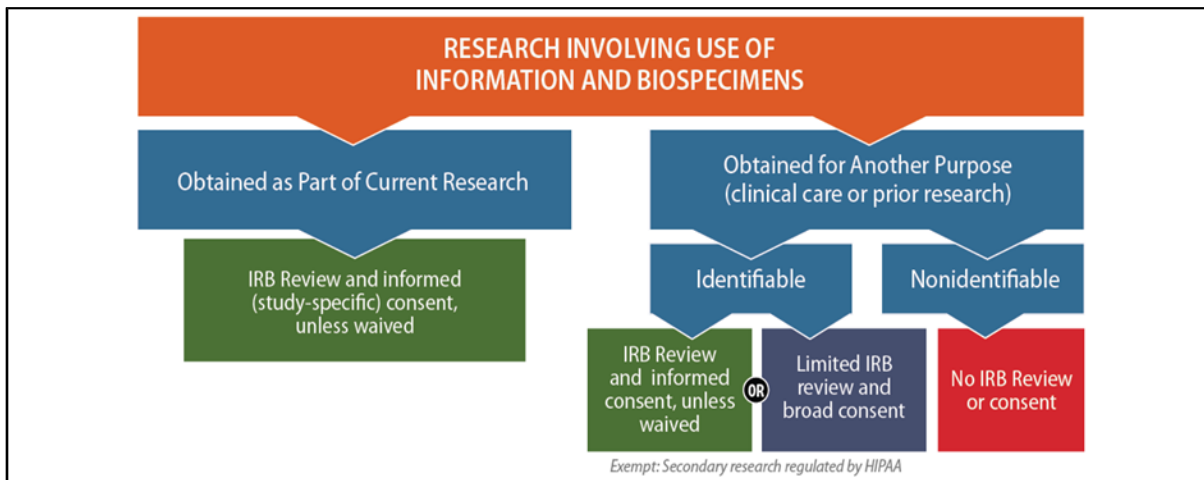 RESEARCH INVOLVING USE OF
INFORMATION AND BIOSPECIMENS
Obtained as Part of Current Research
IRB Review and informed
(study-specific) consent,
unless waived
Obtained for Another Purpose
(clinical care or prior research)
Identifiable
Nonidentifiable
IRB Review
and informed
consent, unless
waived
OR
Limited IRB
review and
broad consent
No IRB Review
or consent
Exempt: Secondary research regulated by HIPAA